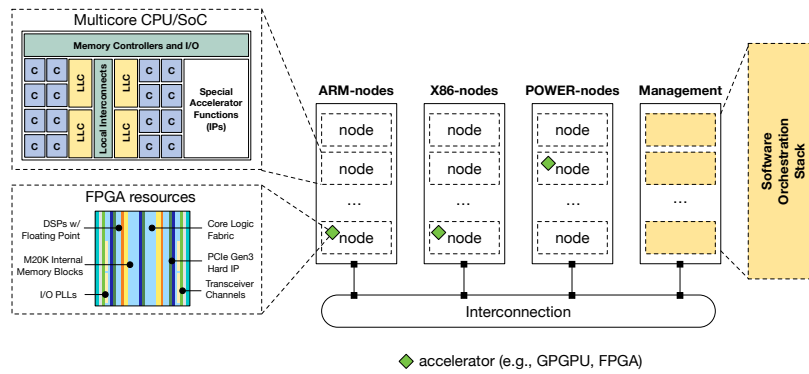 Multicore CPU/SoC
Memory Controllers and I/O
C C LLC Local Interconnects LLC C C
C C C C
C C LLC LLC C C
C C C C
Special
Accelerator
Functions
(IPs)
FPGA resources
DSPs w/
Floating Point
Core Logic
Fabric
M20K Internal
Memory Blocks
PCIe Gen3
Hard IP
I/O PLLs
Transceiver
Channels
ARM-nodes X86-nodes POWER-nodes Management
node node node
node node node
... ... ... ...
node node node
Interconnection
accelerator (e.g., GPGPU, FPGA)
Software
Orchestration
Stack